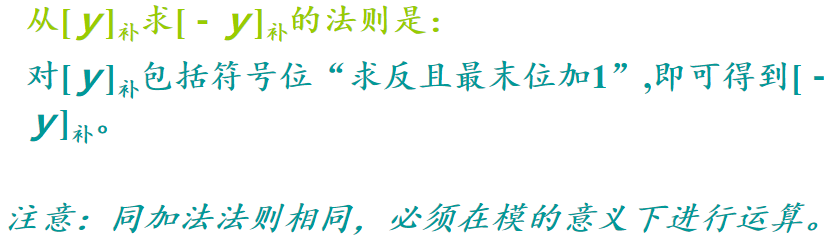 从[y]补求[-y]补的法则是：
对[y]补包括符号位“求反且最末位加1”,即可得到[-
y]补。
注意：同加法法则相同，必须在模的意义下进行运算。